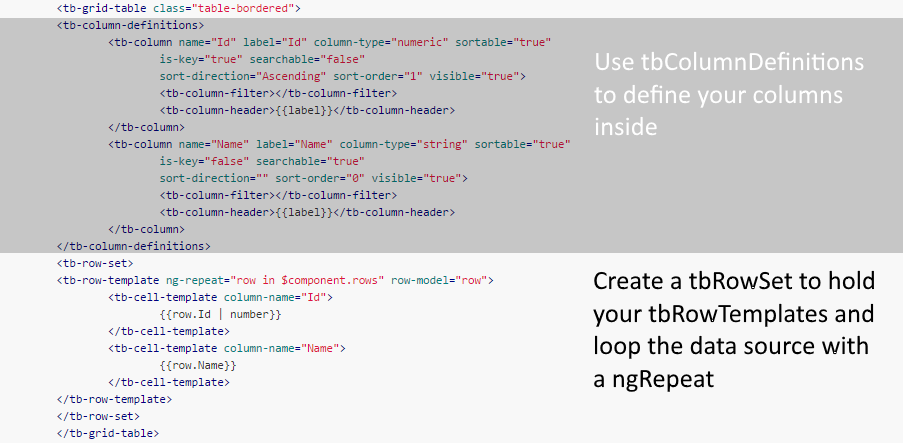 <tb-grid-table class="table-bordered">
<tb-column-definitions>
<tb-column name="Id" label="Id" column-type="numeric" sortable="true"
is-key="true" searchable="false"
sort-direction="Ascending" sort-order="1" visible="true">
<tb-column-filter></tb-column-filter>
<tb-column-header>{{label}}</tb-column-header>
</tb-column>
<tb-column name="Name" label="Name" column-type="string" sortable="true"
is-key="false" searchable="true"
sort-direction="" sort-order="0" visible="true">
<tb-column-filter></tb-column-filter>
<tb-column-header>{{label}}</tb-column-header>
</tb-column>
</tb-column-definitions>
Use tbColumnDefinitions
to define your columns
inside
<tb-row-set>
<tb-row-template ng-repeat="row in $component.rows" row-model="row">
<tb-cell-template column-name="Id">
{{row.Id | number}}
</tb-cell-template>
<tb-cell-template column-name="Name">
{{row.Name}}
</tb-cell-template>
</tb-row-template>
</tb-row-set>
</tb-grid-table>
Create a tbRowSet to hold
your tbRowTemplates and
loop the data source with
a ngRepeat